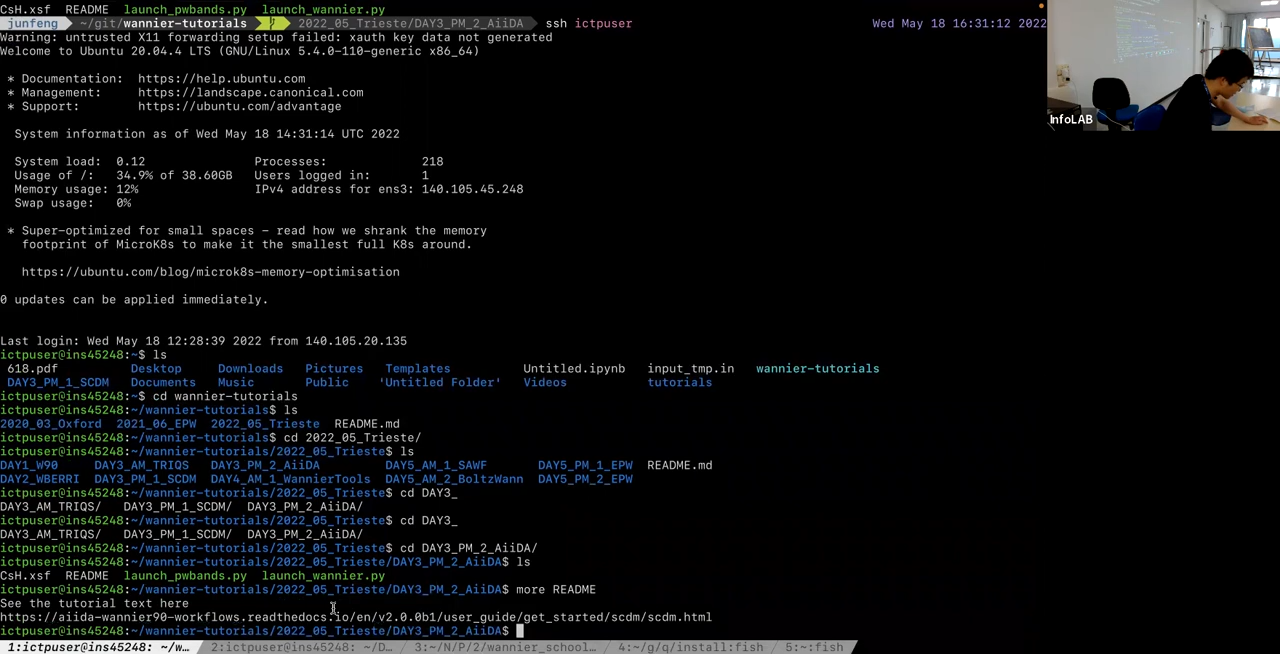 CsH.xsf  README  launch_pwbands.py  launch_wannier.py
junfeng  ~/git/wannier-tutorials  2022_05_Trieste/DAY3_PM_2_AiiDA  ssh ictpuser  Wed May 18 16:31:12 2022
Warning: untrusted X11 forwarding setup failed: xauth key data not generated
Welcome to Ubuntu 20.04.4 LTS (GNU/Linux 5.4.0-110-generic x86_64)
* Documentation:  https://help.ubuntu.com
* Management:     https://landscape.canonical.com
* Support:        https://ubuntu.com/advantage
InfoLAB
System information as of Wed May 18 14:31:14 UTC 2022
System load:  0.12               Processes:             218
Usage of /:   34.9% of 38.60GB   Users logged in:       1
Memory usage: 12%                IPv4 address for ens3: 140.105.45.248
Swap usage:   0%
* Super-optimized for small spaces - read how we shrank the memory
footprint of MicroK8s to make it the smallest full K8s around.
https://ubuntu.com/blog/microk8s-memory-optimisation
0 updates can be applied immediately.
Last login: Wed May 18 12:28:39 2022 from 140.105.20.135
ictpuser@ins45248:~$ ls
618.pdf  Desktop  Downloads  Pictures  Templates  Untitled.ipynb  input_tmp.in  wannier-tutorials
DAY3_PM_1_SCDM  Documents  Music  Public  'Untitled Folder'  Videos  tutorials
ictpuser@ins45248:~$ cd wannier-tutorials
ictpuser@ins45248:~/wannier-tutorials$ ls
2020_03_Oxford  2021_06_EPW  2022_05_Trieste  README.md
ictpuser@ins45248:~/wannier-tutorials$ cd 2022_05_Trieste/
ictpuser@ins45248:~/wannier-tutorials/2022_05_Trieste$ ls
DAY1_W90  DAY3_AM_TRIQS  DAY3_PM_2_AiiDA  DAY5_AM_1_SAWF  DAY5_PM_1_EPW  README.md
DAY2_WBERRI  DAY3_PM_1_SCDM  DAY4_AM_1_WannierTools  DAY5_AM_2_BoltzWann  DAY5_PM_2_EPW
ictpuser@ins45248:~/wannier-tutorials/2022_05_Trieste$ cd DAY3_
DAY3_AM_TRIQS/  DAY3_PM_1_SCDM/  DAY3_PM_2_AiiDA/
ictpuser@ins45248:~/wannier-tutorials/2022_05_Trieste$ cd DAY3_
DAY3_AM_TRIQS/  DAY3_PM_1_SCDM/  DAY3_PM_2_AiiDA/
ictpuser@ins45248:~/wannier-tutorials/2022_05_Trieste$ cd DAY3_PM_2_AiiDA/
ictpuser@ins45248:~/wannier-tutorials/2022_05_Trieste/DAY3_PM_2_AiiDA$ ls
CsH.xsf  README  launch_pwbands.py  launch_wannier.py
ictpuser@ins45248:~/wannier-tutorials/2022_05_Trieste/DAY3_PM_2_AiiDA$ more README
See the tutorial text here
https://aiida-wannier90-workflows.readthedocs.io/en/v2.0.0b1/user_guide/get_started/scdm/scdm.html
ictpuser@ins45248:~/wannier-tutorials/2022_05_Trieste/DAY3_PM_2_AiiDA$
1:ictpuser@ins45248: ~/w…  2:ictpuser@ins45248: ~/D…  3:~/N/P/2/wannier_school…  4:~/g/q/install:fish  5:~:fish